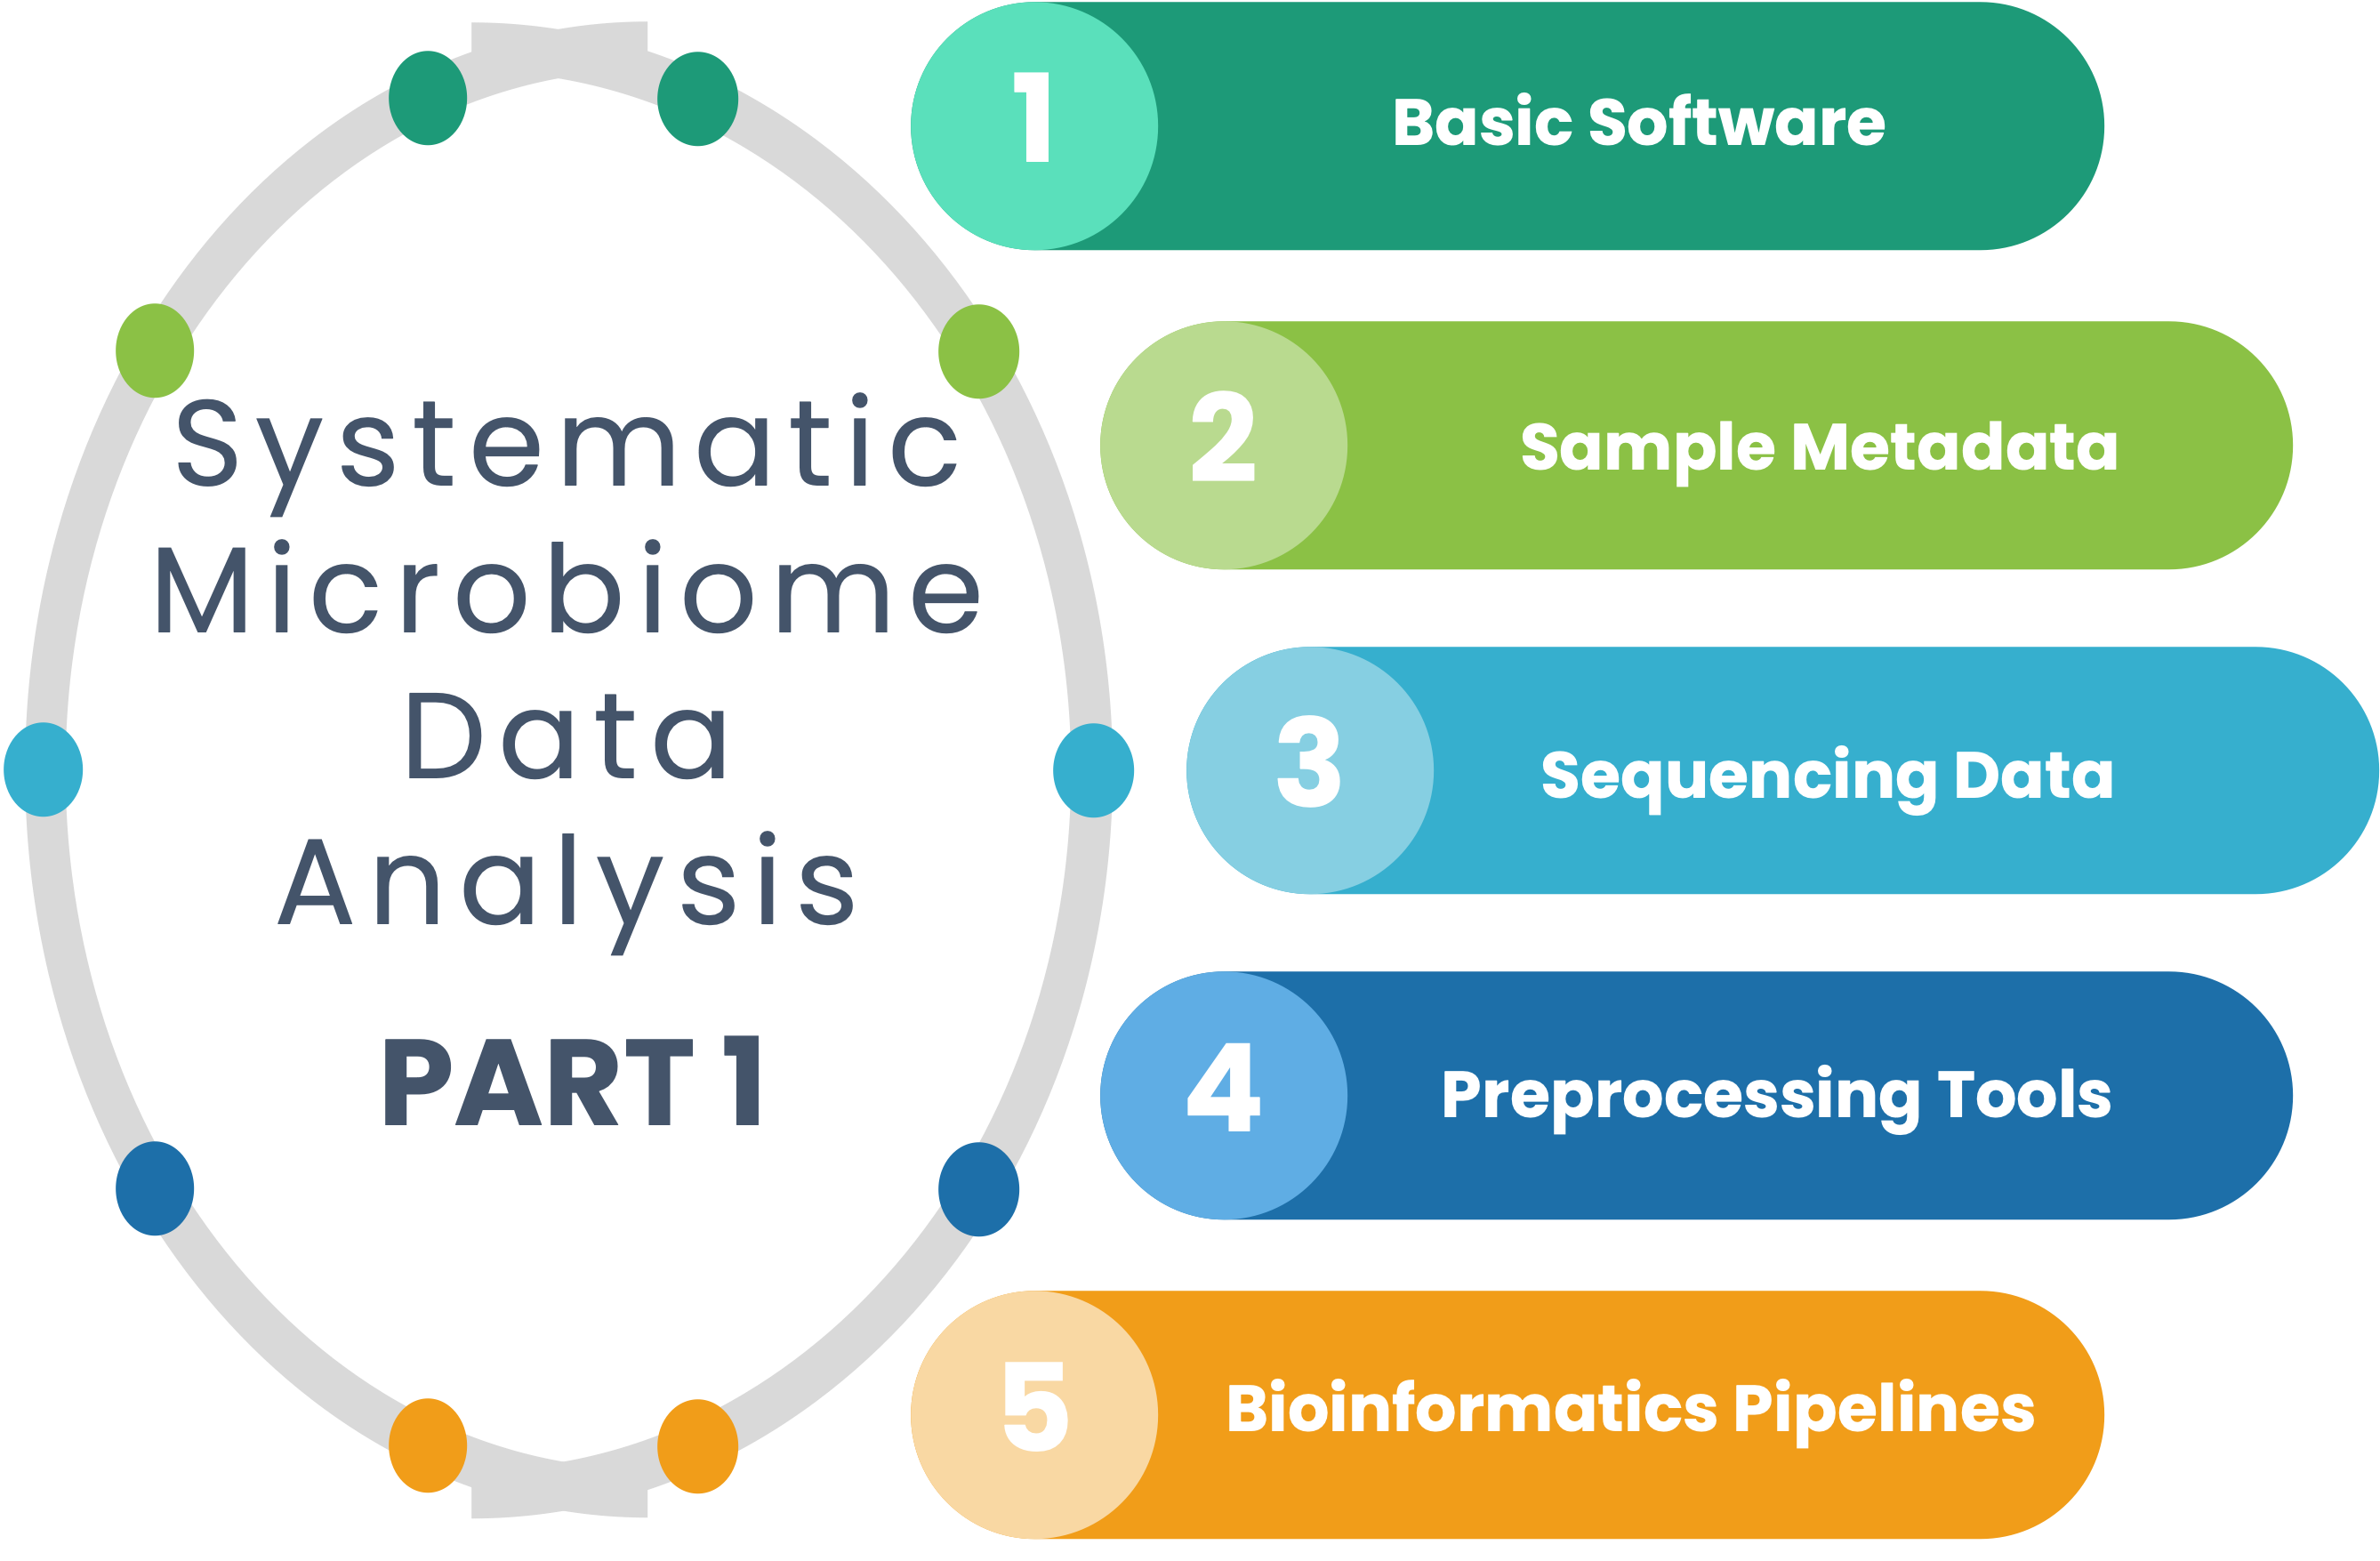 Systematic
Microbiome
Data
Analysis
PART 1
1
Basic Software
2
Sample Metadata
3
Sequencing Data
4
Preprocessing Tools
5
Bioinformatics Pipelines